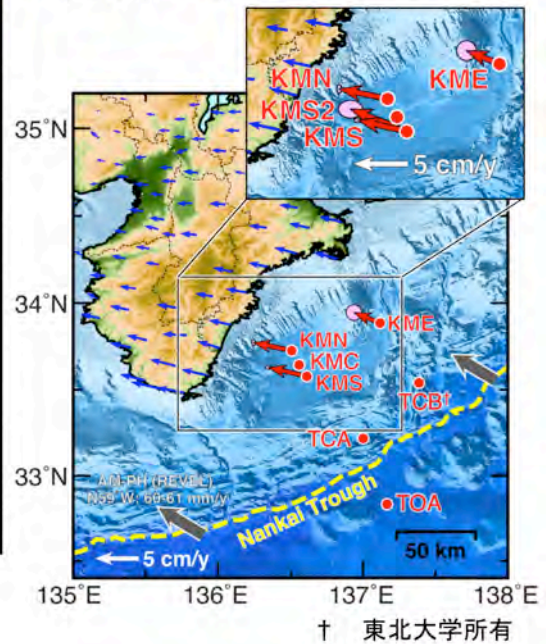 KMN
KME
KMS2
KMS
5 cm/y
35°N
34°N
KME
KMN
KMC
KMS
TCB†
TCA
33°N
AM-PH (REVEL)
N59°W: 60-61 mm/y
Nankai Trough
TOA
5 cm/y
50 km
135°E
136°E
137°E
138°E
† 東北大学所有